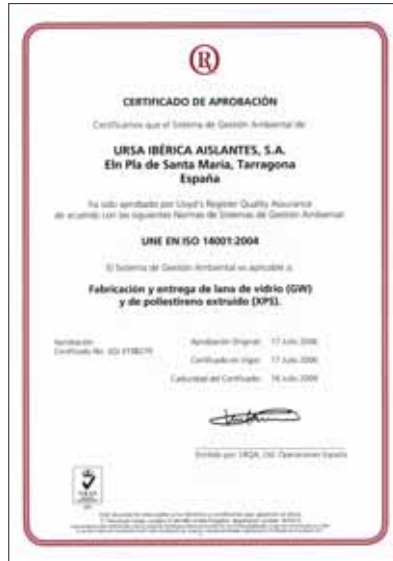 CERTIFICADO DE APROBACIÓN
Certificamos que el Sistema de Gestión Ambiental de:
URSA IBÉRICA AISLANTES, S.A.
Eln Pla de Santa María, Tarragona
España
ha sido aprobado por Lloyd's Register Quality Assurance
de acuerdo con las siguientes Normas de Sistemas de Gestión Ambiental:
UNE EN ISO 14001:2004
El Sistema de Gestión Ambiental es aplicable a:
Fabricación y entrega de lana de vidrio (GW)
y de poliestireno extruido (XPS).
Aprobación
Certificado No:
Aprobación Original: 17 Julio 2006
Certificado en Vigor: 17 Julio 2006
Caducidad del Certificado: 16 Julio 2009
Emitido por: LRQA, Ltd. Operaciones España